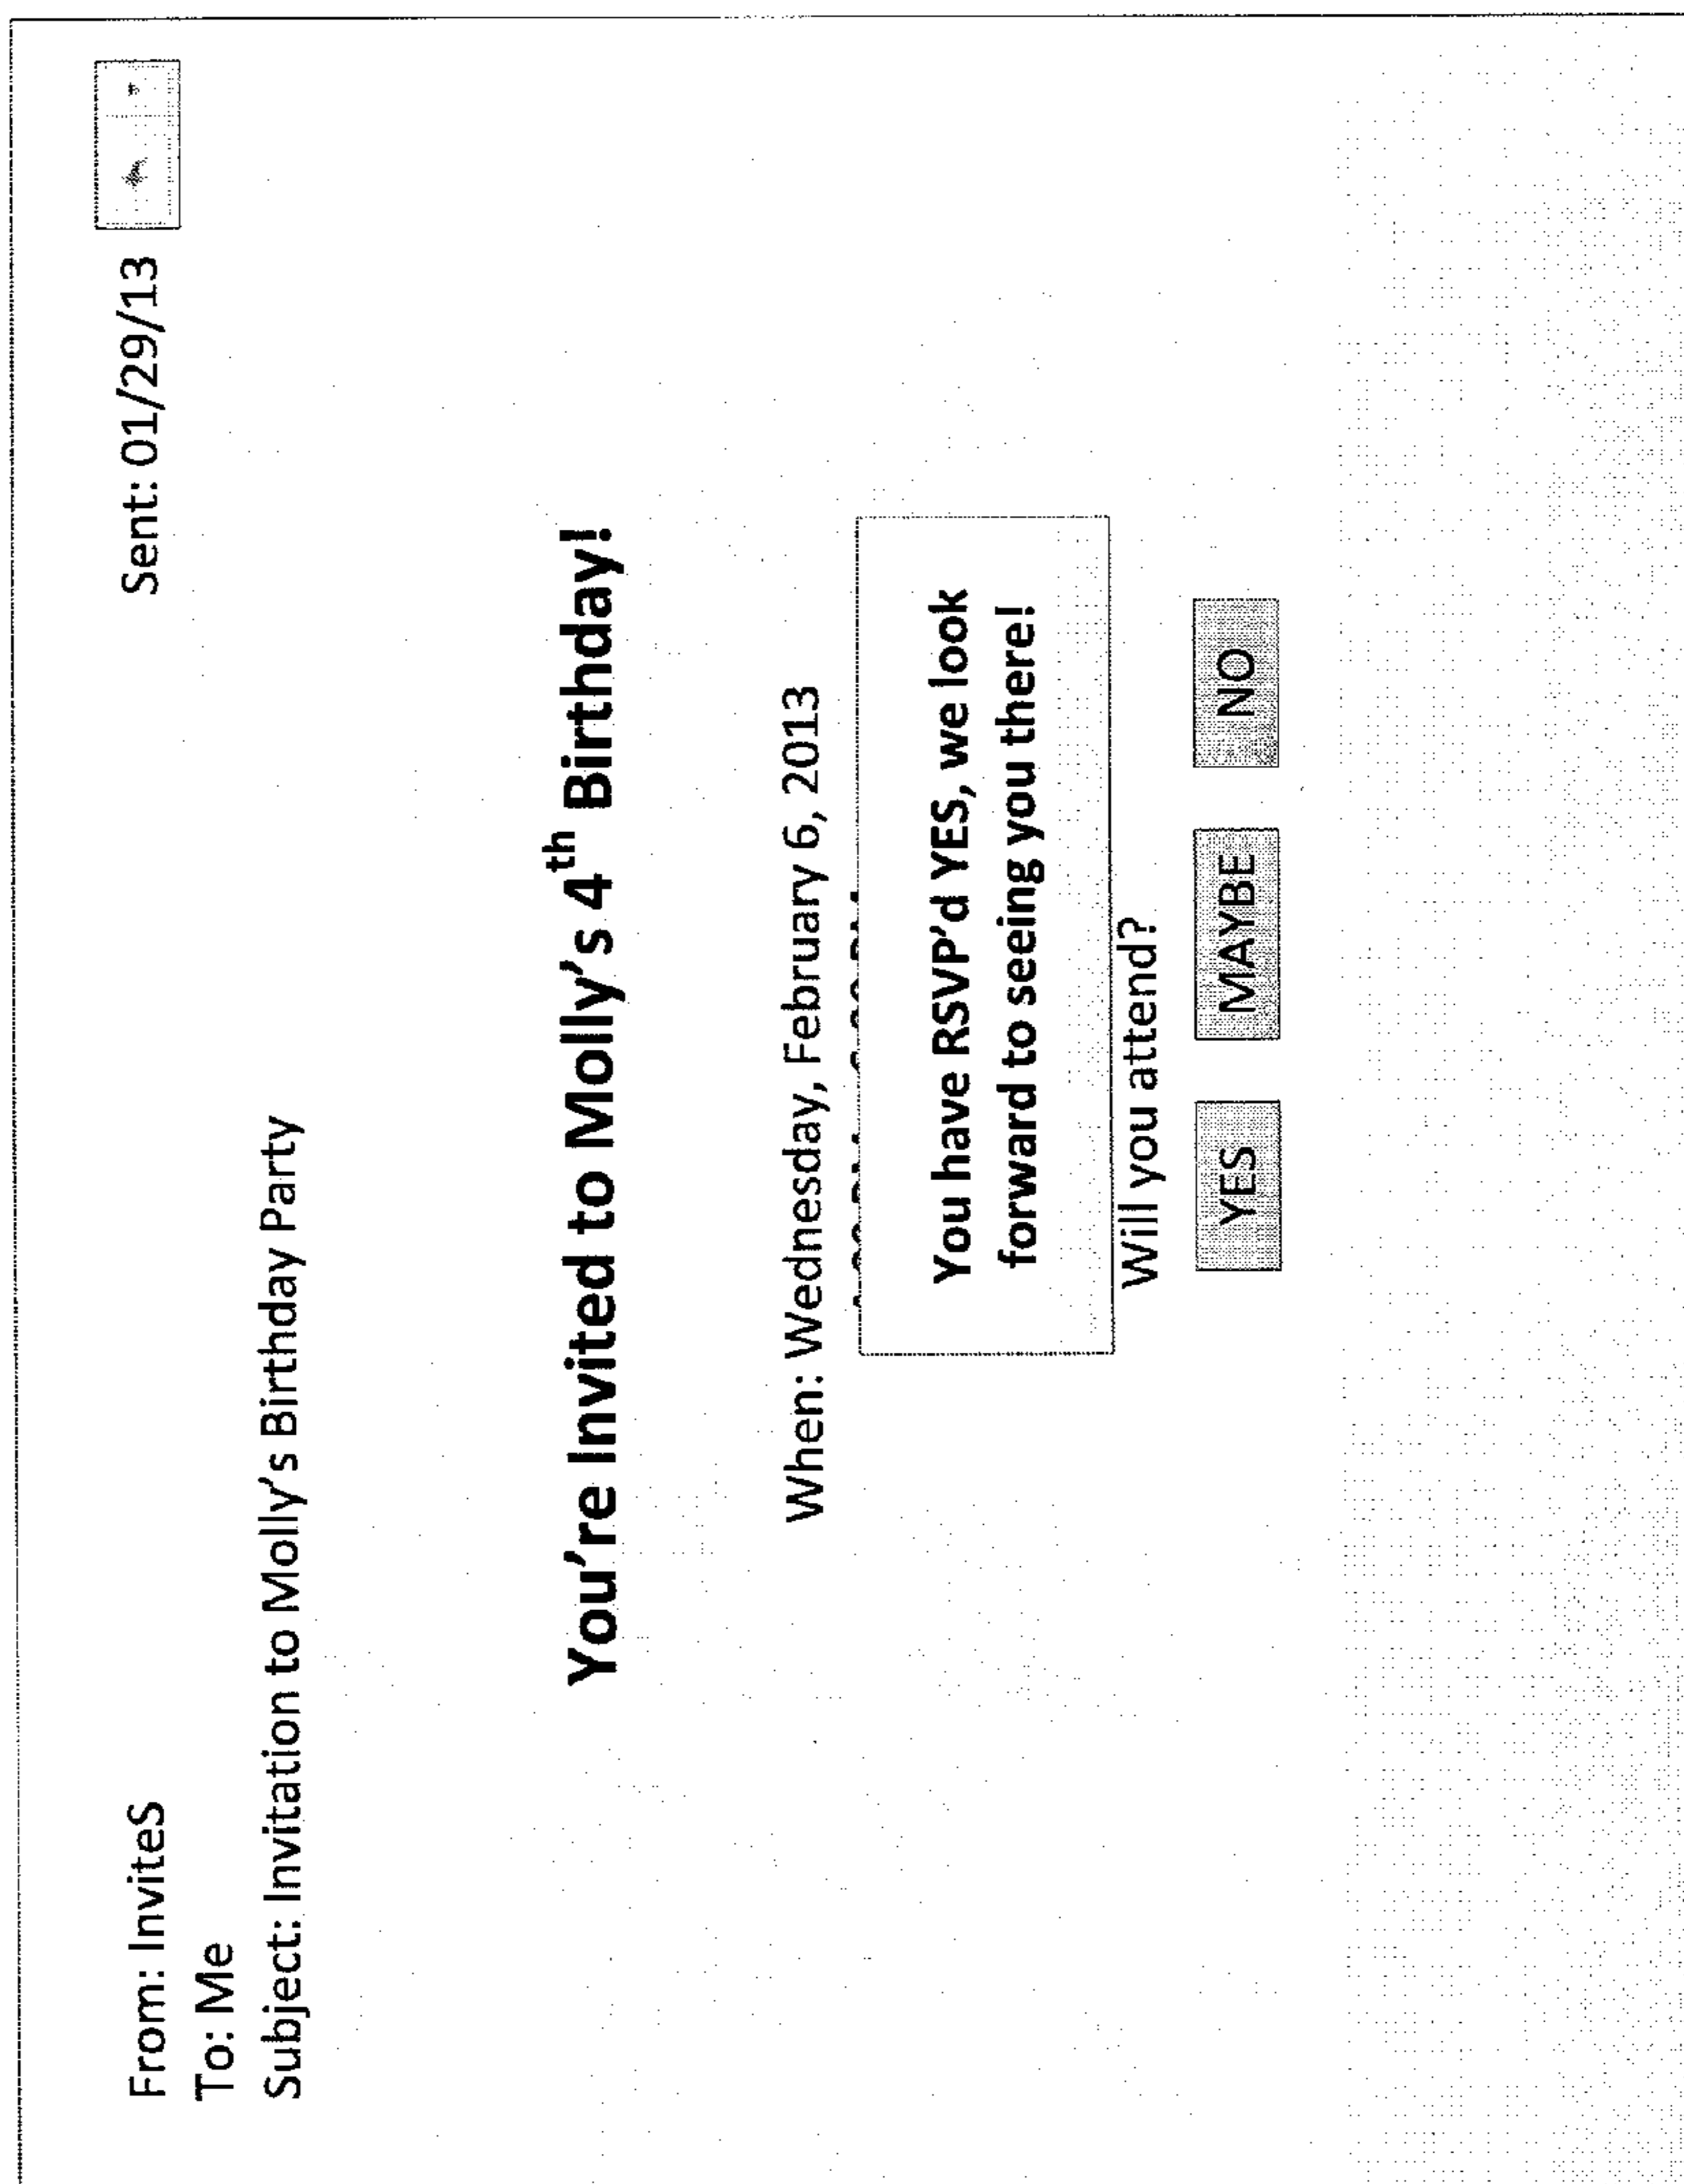 Sent: 01/29/13
From: InviteS
To: Me
Subject: Invitation to Molly's Birthday Party
You're Invited to Molly's 4th Birthday!
When: Wednesday, February 6, 2013
You have RSVP'd YES, we look
forward to seeing you there!
Will you attend?
YES MAYBE NO